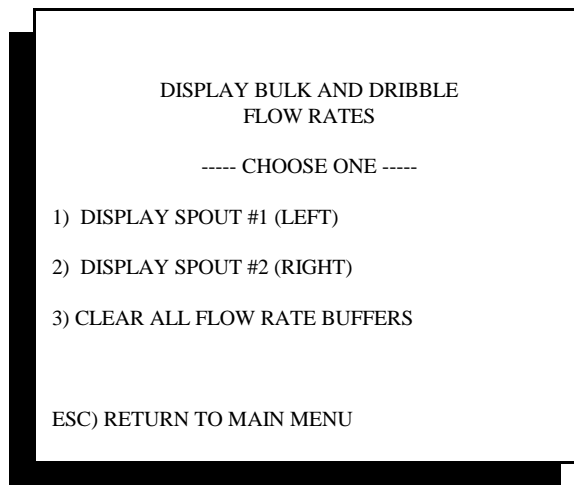 DISPLAY BULK AND DRIBBLE
FLOW RATES
----- CHOOSE ONE -----
1)  DISPLAY SPOUT #1 (LEFT)
2)  DISPLAY SPOUT #2 (RIGHT)
3) CLEAR ALL FLOW RATE BUFFERS
ESC) RETURN TO MAIN MENU